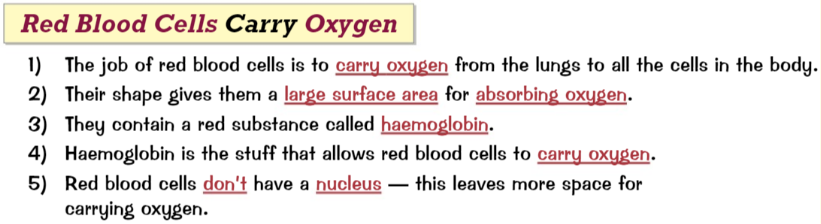 Red Blood Cells Carry Oxygen
1) The job of red blood cells is to carry oxygen from the lungs to all the cells in the body.
2) Their shape gives them a large surface area for absorbing oxygen.
3) They contain a red substance called haemoglobin.
4) Haemoglobin is the stuff that allows red blood cells to carry oxygen.
5) Red blood cells don't have a nucleus — this leaves more space for
carrying oxygen.